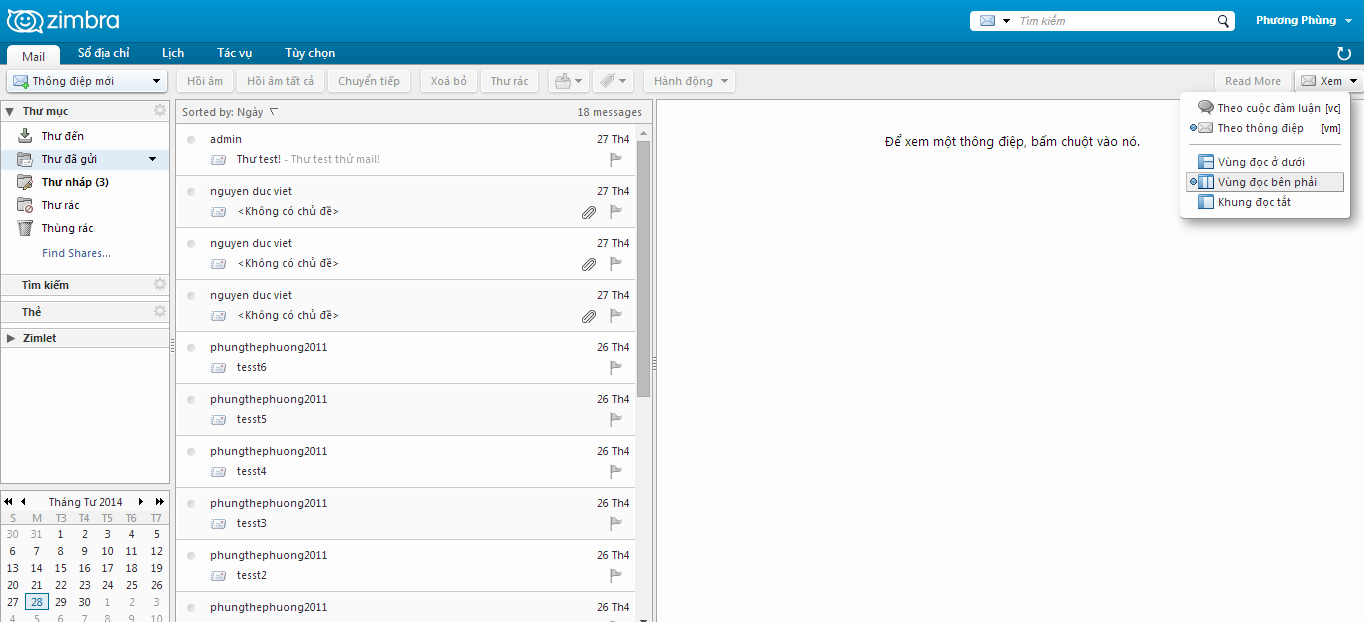 zimbra
Tìm kiếm
Phương Phùng
Mail Sổ địa chỉ Lịch Tác vụ Tùy chọn
Thông điệp mới Hồi âm Hồi âm tất cả Chuyển tiếp Xoá bỏ Thư rác Hành động Read More Xem
Thư mục
Thư đến
Thư đã gửi
Thư nháp (3)
Thư rác
Thùng rác
Find Shares...
Tìm kiếm
Thẻ
Zimlet
Tháng Tư 2014
S M T3 T4 T5 T6 T7
30 31 1 2 3 4 5
6 7 8 9 10 11 12
13 14 15 16 17 18 19
20 21 22 23 24 25 26
27 28 29 30 1 2 3
4 5 6 7 8 9 10
Sorted by: Ngày 18 messages
admin 27 Th4
Thư test! - Thư test thử mail!
nguyen duc viet 27 Th4
<Không có chủ đề>
nguyen duc viet 27 Th4
<Không có chủ đề>
nguyen duc viet 27 Th4
<Không có chủ đề>
phungthephuong2011 26 Th4
tesst6
phungthephuong2011 26 Th4
tesst5
phungthephuong2011 26 Th4
tesst4
phungthephuong2011 26 Th4
tesst3
phungthephuong2011 26 Th4
tesst2
phungthephuong2011 26 Th4
Để xem một thông điệp, bấm chuột vào nó.
Theo cuộc đàm luận [vc]
Theo thông điệp [vm]
Vùng đọc ở dưới
Vùng đọc bên phải
Khung đọc tắt